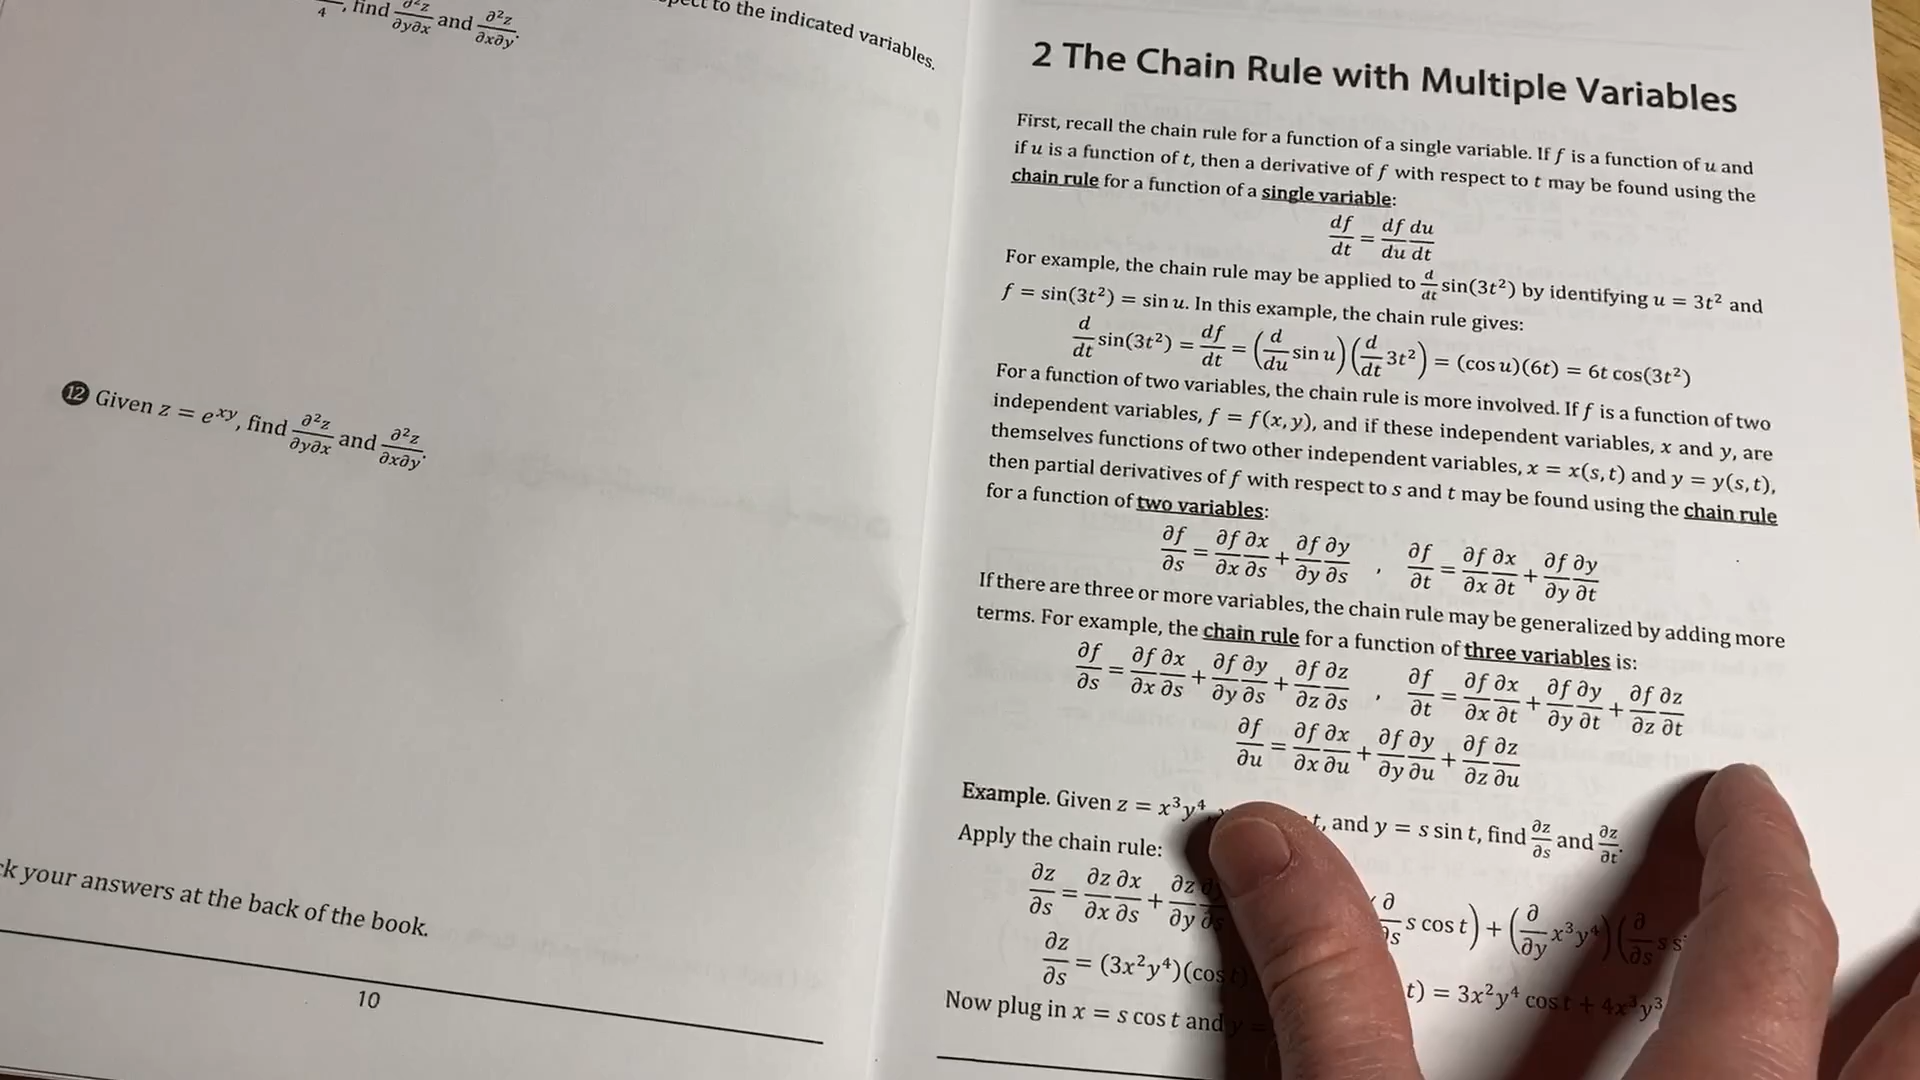 4, find ∂²z/∂y∂x and ∂²z/∂x∂y.
to the indicated variables.
12 Given z = e^xy, find ∂²z/∂y∂x and ∂²z/∂x∂y.
your answers at the back of the book.
10
2 The Chain Rule with Multiple Variables
First, recall the chain rule for a function of a single variable. If f is a function of u and
if u is a function of t, then a derivative of f with respect to t may be found using the
chain rule for a function of a single variable:
df/dt = df/du du/dt
For example, the chain rule may be applied to d/dt sin(3t²) by identifying u = 3t² and
f = sin(3t²) = sin u. In this example, the chain rule gives:
d/dt sin(3t²) = df/dt = (d/du sin u)(d/dt 3t²) = (cos u)(6t) = 6t cos(3t²)
For a function of two variables, the chain rule is more involved. If f is a function of two
independent variables, f = f(x, y), and if these independent variables, x and y, are
themselves functions of two other independent variables, x = x(s, t) and y = y(s, t),
then partial derivatives of f with respect to s and t may be found using the chain rule
for a function of two variables:
∂f/∂s = ∂f/∂x ∂x/∂s + ∂f/∂y ∂y/∂s , ∂f/∂t = ∂f/∂x ∂x/∂t + ∂f/∂y ∂y/∂t
If there are three or more variables, the chain rule may be generalized by adding more
terms. For example, the chain rule for a function of three variables is:
∂f/∂s = ∂f/∂x ∂x/∂s + ∂f/∂y ∂y/∂s + ∂f/∂z ∂z/∂s , ∂f/∂t = ∂f/∂x ∂x/∂t + ∂f/∂y ∂y/∂t + ∂f/∂z ∂z/∂t
∂f/∂u = ∂f/∂x ∂x/∂u + ∂f/∂y ∂y/∂u + ∂f/∂z ∂z/∂u
Example. Given z = x³y⁴, t, and y = s sin t, find ∂z/∂s and ∂z/∂t.
Apply the chain rule:
∂z/∂s = ∂z/∂x ∂x/∂s + ∂z/∂y ∂y/∂s ∂/∂s s cos t) + (∂/∂y x³y⁴)(∂/∂s s
∂z/∂s = (3x²y⁴)(cos t) t) = 3x²y⁴ cos t + 4x³y³
Now plug in x = s cos t and y =